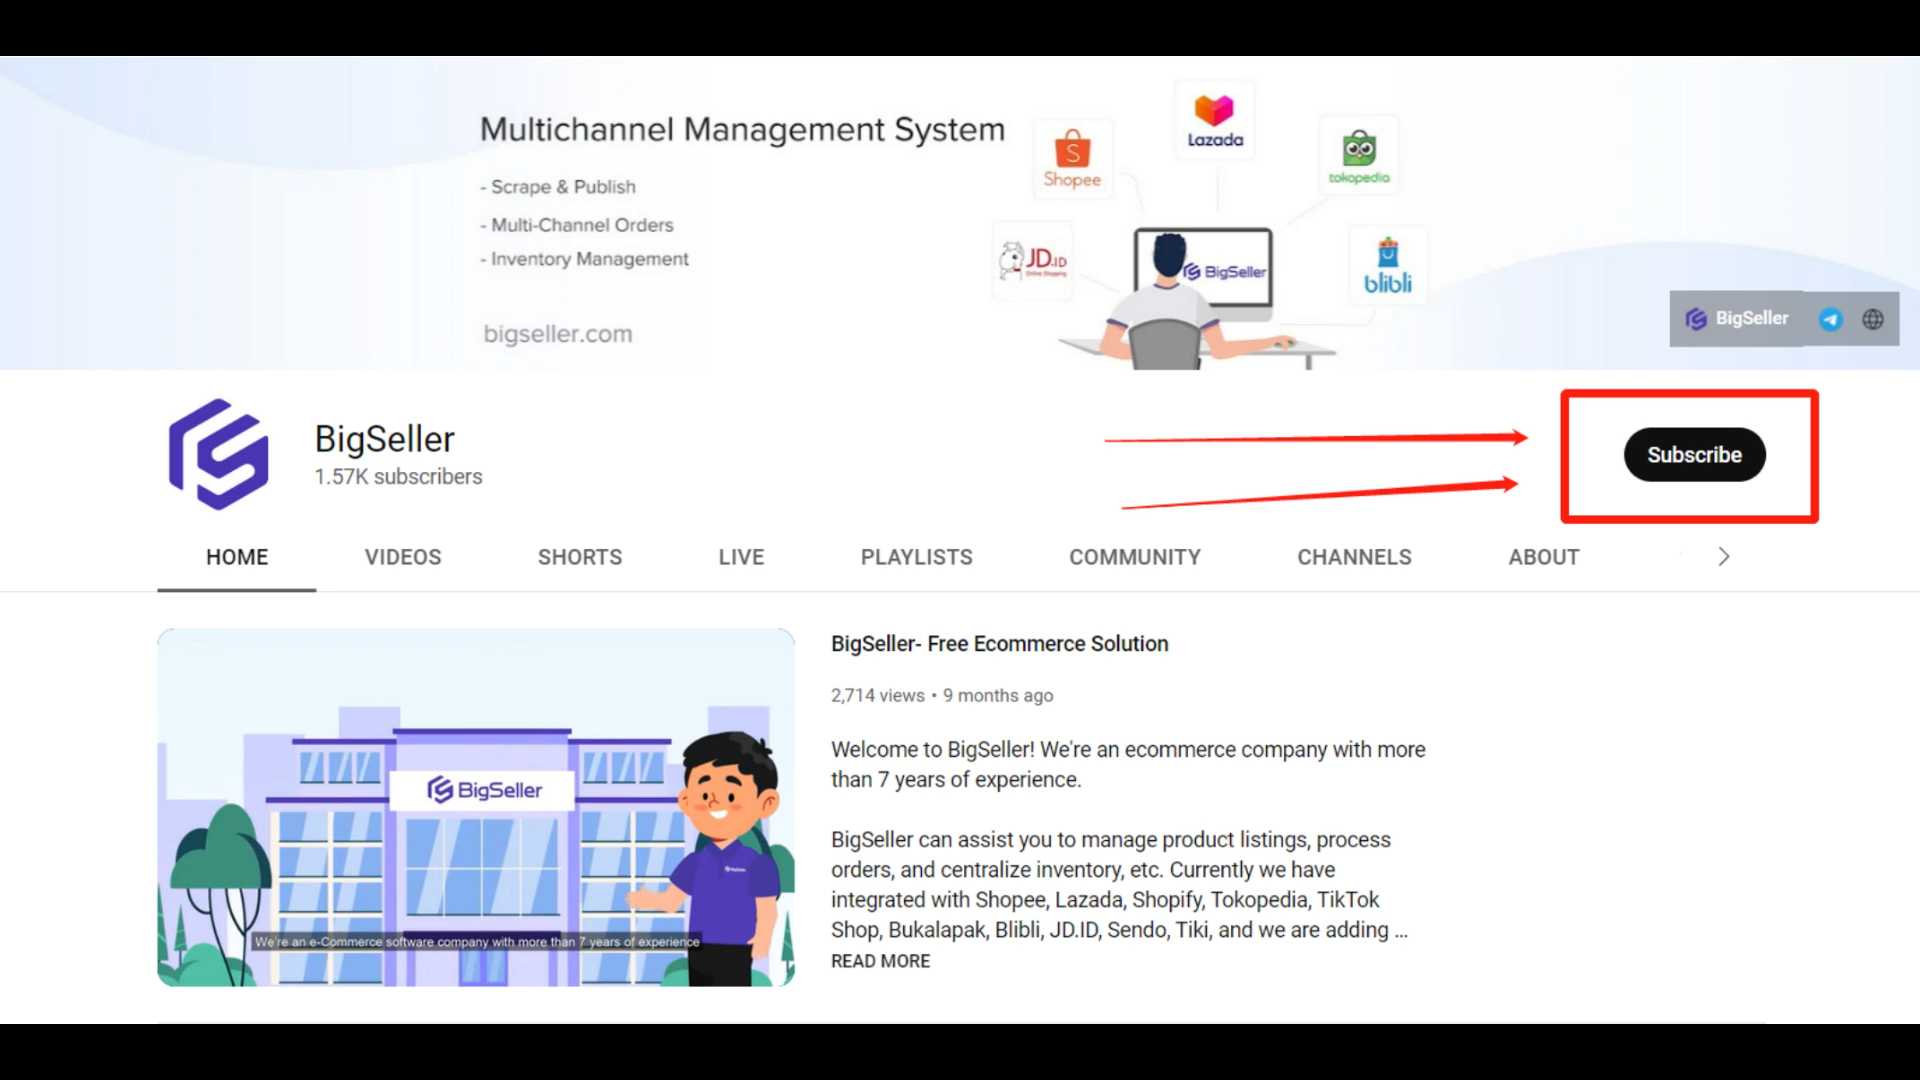 Multichannel Management System
- Scrape & Publish
- Multi-Channel Orders
- Inventory Management
bigseller.com
Shopee
Lazada
tokopedia
JD.ID
Online Shopping
BigSeller
blibli
BigSeller
BigSeller
1.57K subscribers
Subscribe
HOME VIDEOS SHORTS LIVE PLAYLISTS COMMUNITY CHANNELS ABOUT
BigSeller
We're an e-Commerce software company with more than 7 years of experience
BigSeller- Free Ecommerce Solution
2,714 views • 9 months ago
Welcome to BigSeller! We're an ecommerce company with more
than 7 years of experience.
BigSeller can assist you to manage product listings, process
orders, and centralize inventory, etc. Currently we have
integrated with Shopee, Lazada, Shopify, Tokopedia, TikTok
Shop, Bukalapak, Blibli, JD.ID, Sendo, Tiki, and we are adding ...
READ MORE